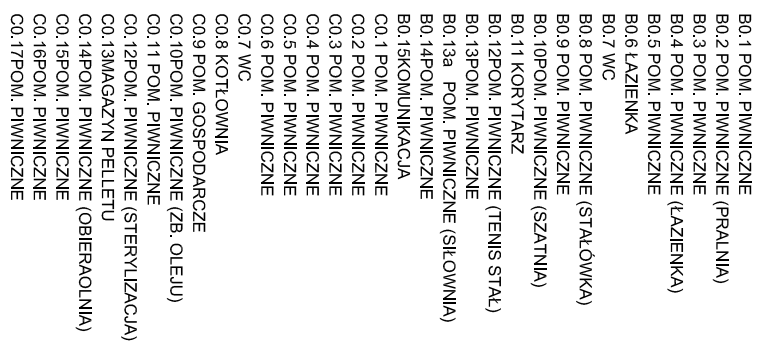 B0.1 POM. PIWNICZNE
B0.2 POM. PIWNICZNE (PRALNIA)
B0.3 POM. PIWNICZNE
B0.4 POM. PIWNICZNE (ŁAZIENKA)
B0.5 POM. PIWNICZNE
B0.6 ŁAZIENKA
B0.7 WC
B0.8 POM. PIWNICZNE (STAŁÓWKA)
B0.9 POM. PIWNICZNE
B0.10POM. PIWNICZNE (SZATNIA)
B0.11 KORYTARZ
B0.12POM. PIWNICZNE (TENIS STAŁ)
B0.13POM. PIWNICZNE
B0.13a POM. PIWNICZNE (SIŁOWNIA)
B0.14POM. PIWNICZNE
B0.15KOMUNIKACJA
C0.1 POM. PIWNICZNE
C0.2 POM. PIWNICZNE
C0.3 POM. PIWNICZNE
C0.4 POM. PIWNICZNE
C0.5 POM. PIWNICZNE
C0.6 POM. PIWNICZNE
C0.7 WC
C0.8 KOTŁOWNIA
C0.9 POM. GOSPODARCZE
C0.10POM. PIWNICZNE (ZB. OLEJU)
C0.11 POM. PIWNICZNE
C0.12POM. PIWNICZNE (STERYLIZACJA)
C0.13MAGAZYN PELLETU
C0.14POM. PIWNICZNE (OBIERAOLNIA)
C0.15POM. PIWNICZNE
C0.16POM. PIWNICZNE
C0.17POM. PIWNICZNE